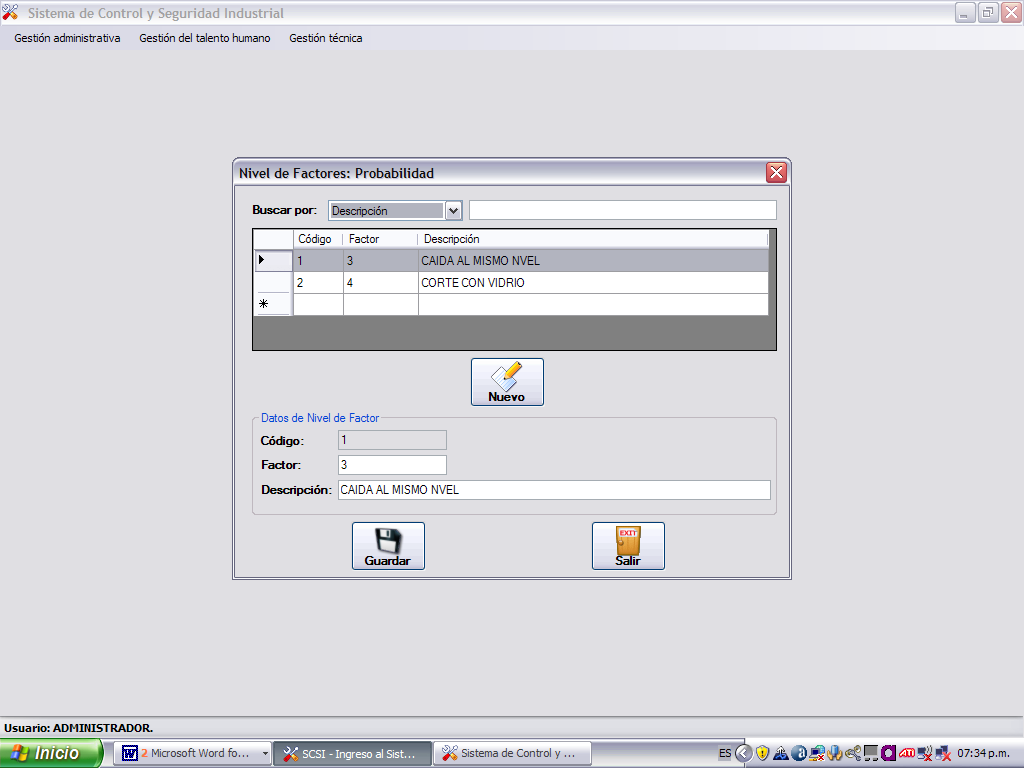 Sistema de Control y Seguridad Industrial
Gestión administrativa Gestión del talento humano Gestión técnica
Nivel de Factores: Probabilidad
Buscar por: Descripción
Código Factor Descripción
1 3 CAIDA AL MISMO NVEL
2 4 CORTE CON VIDRIO
Nuevo
Datos de Nivel de Factor
Código: 1
Factor: 3
Descripción: CAIDA AL MISMO NVEL
EXIT
Guardar Salir
Usuario: ADMINISTRADOR.
Inicio 2 Microsoft Word fo... SCSI - Ingreso al Sist... Sistema de Control y ... ES ATI 07:34 p.m.